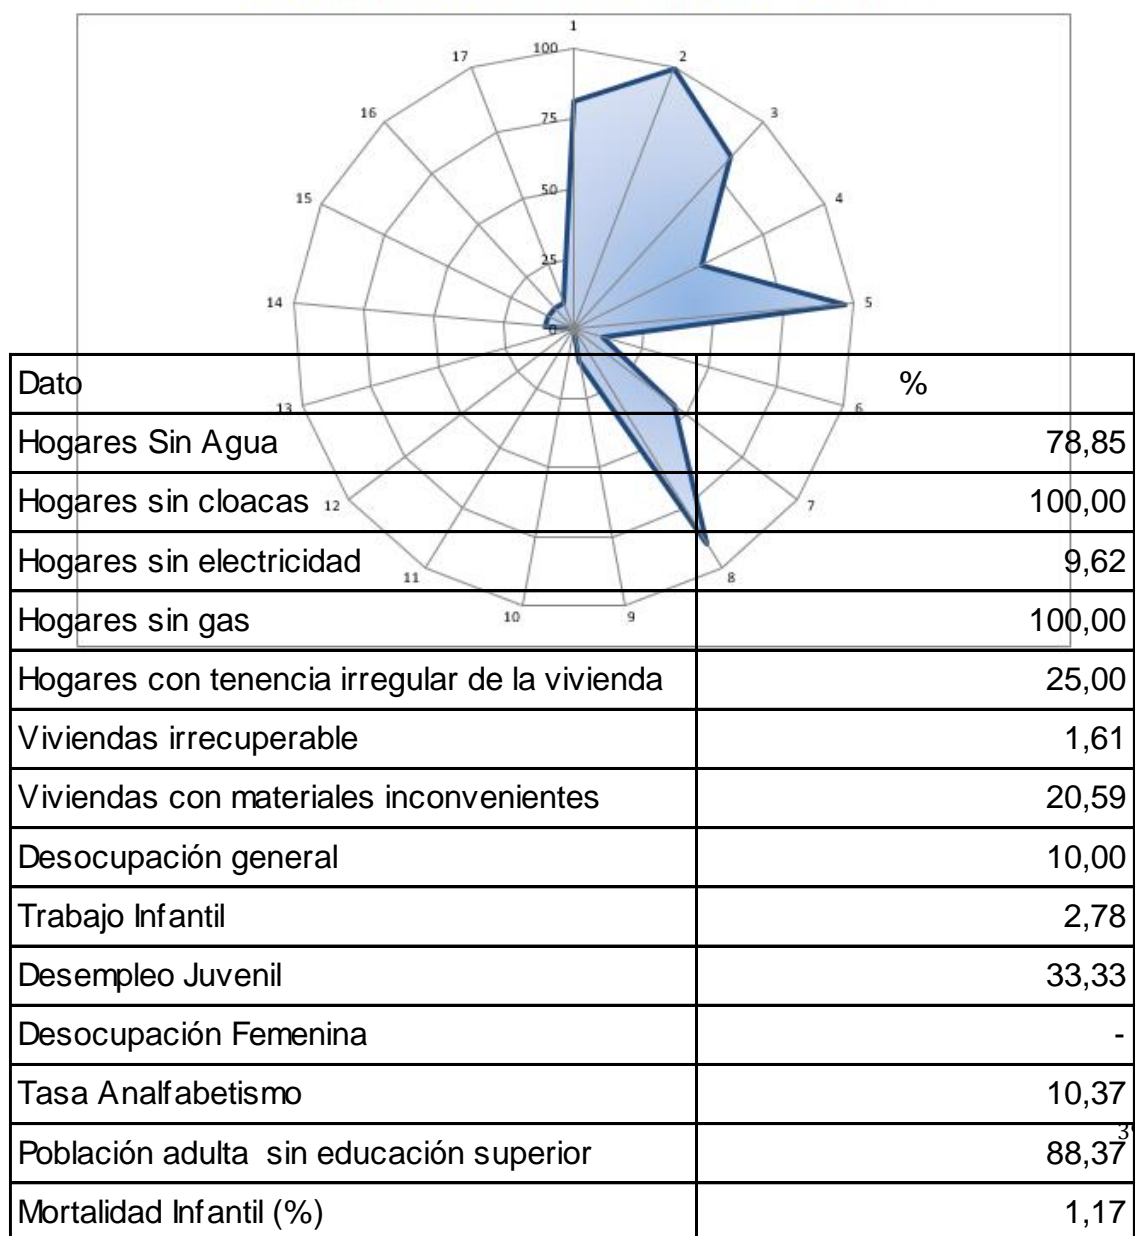 1
100
17
2
75
16
3
50
15
4
25
14
5
0
Dato %
13
6
Hogares Sin Agua 78,85
Hogares sin cloacas 100,00
12
7
Hogares sin electricidad 9,62
11
8
Hogares sin gas 100,00
10
9
Hogares con tenencia irregular de la vivienda 25,00
Viviendas irrecuperable 1,61
Viviendas con materiales inconvenientes 20,59
Desocupación general 10,00
Trabajo Infantil 2,78
Desempleo Juvenil 33,33
Desocupación Femenina -
Tasa Analfabetismo 10,37
Población adulta sin educación superior 88,37
Mortalidad Infantil (%) 1,17